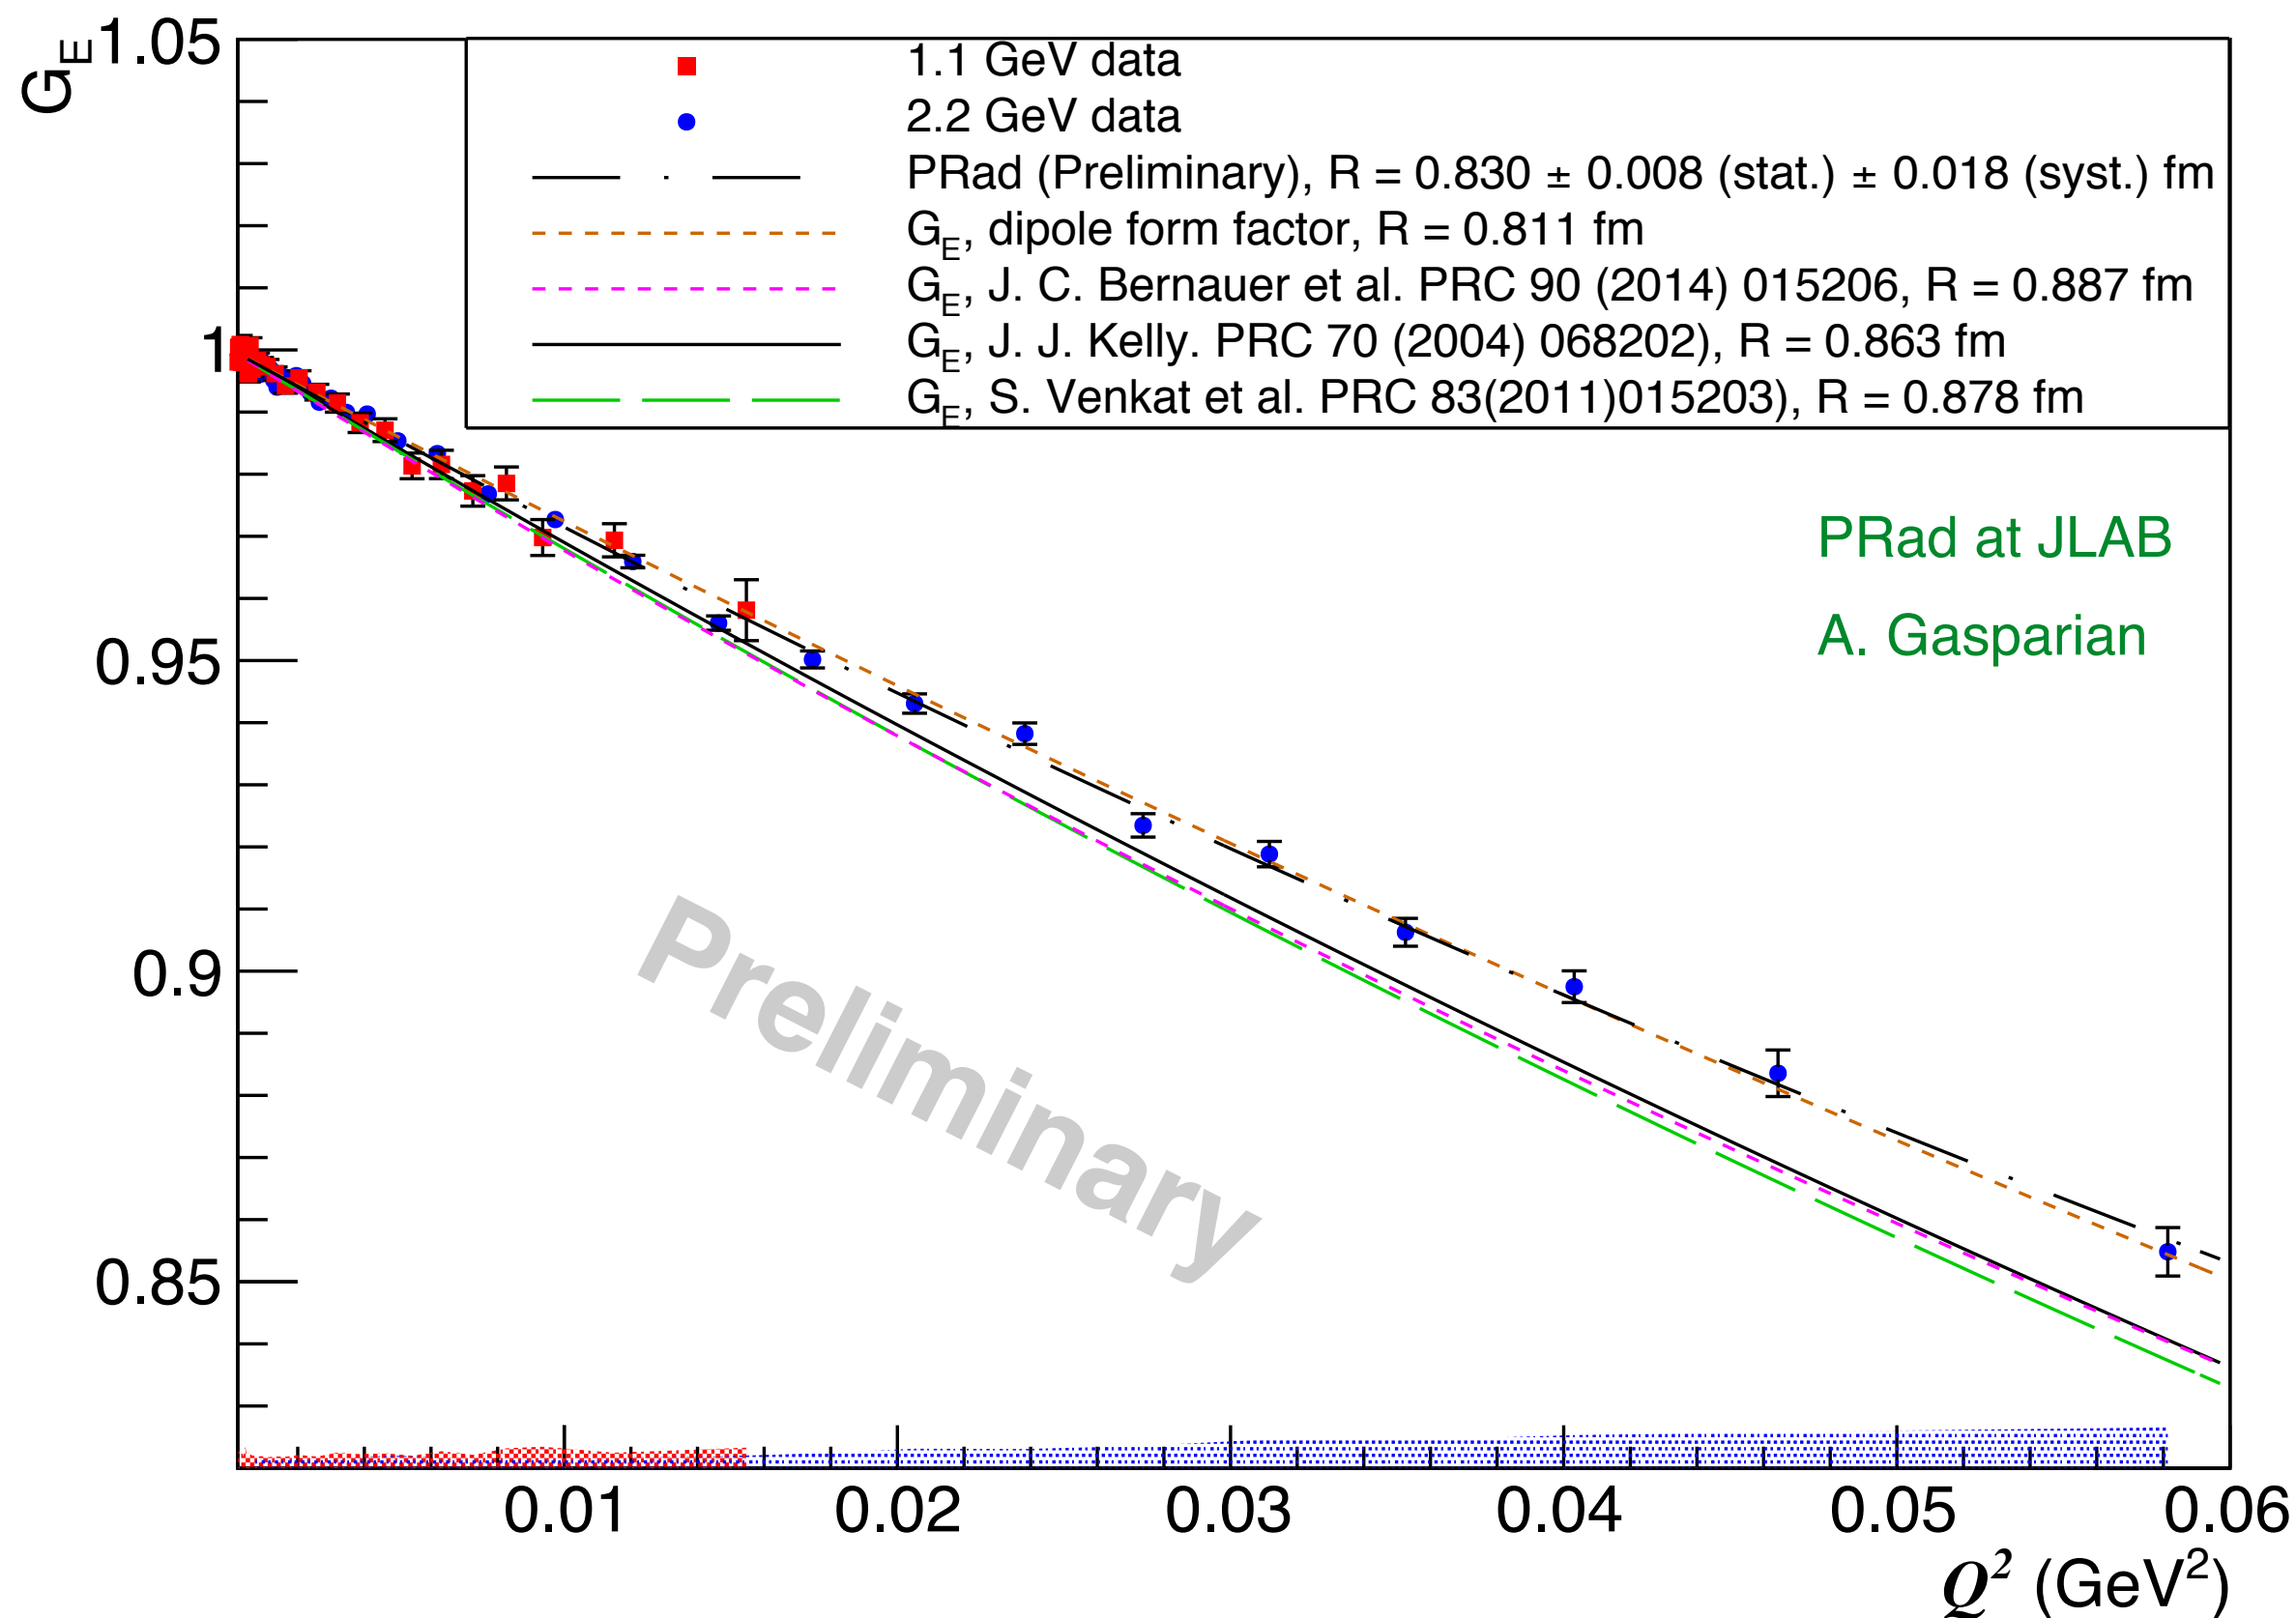 G_E
1.05
1
0.95
0.9
0.85
1.1 GeV data
2.2 GeV data
PRad (Preliminary), R = 0.830 ± 0.008 (stat.) ± 0.018 (syst.) fm
G_E, dipole form factor, R = 0.811 fm
G_E, J. C. Bernauer et al. PRC 90 (2014) 015206, R = 0.887 fm
G_E, J. J. Kelly. PRC 70 (2004) 068202), R = 0.863 fm
G_E, S. Venkat et al. PRC 83(2011)015203), R = 0.878 fm
PRad at JLAB
A. Gasparian
Preliminary
0.01 0.02 0.03 0.04 0.05 0.06
Q² (GeV²)